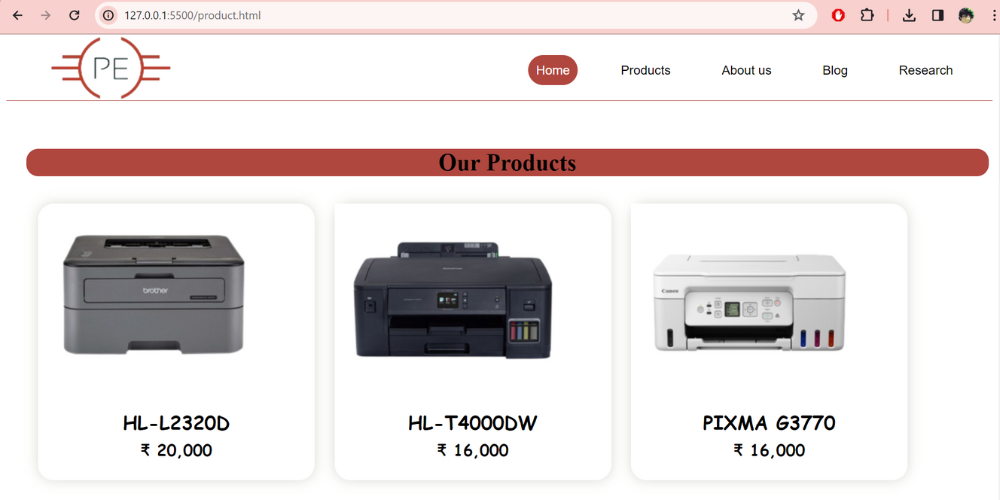 127.0.0.1:5500/product.html
PE
Home Products About us Blog Research
Our Products
brother
Canon
HL-L2320D HL-T4000DW PIXMA G3770
₹ 20,000 ₹ 16,000 ₹ 16,000